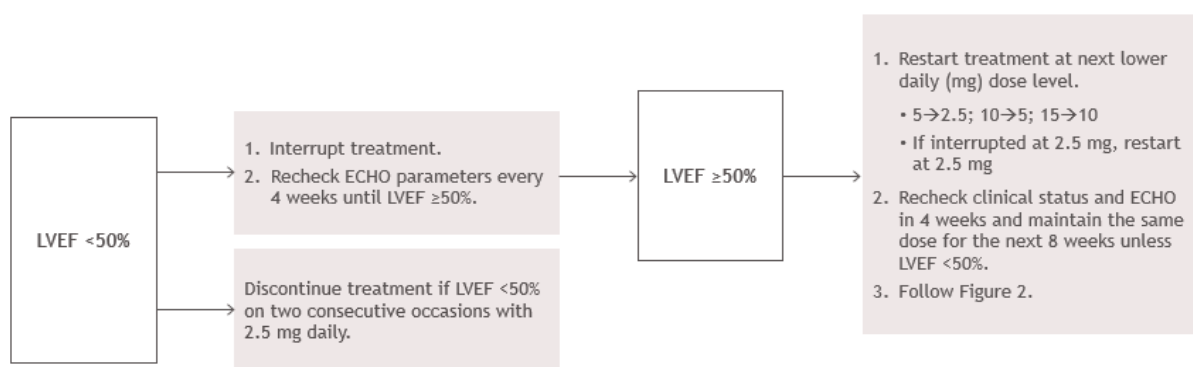 LVEF <50%
1. Interrupt treatment.
2. Recheck ECHO parameters every
4 weeks until LVEF ≥50%.
Discontinue treatment if LVEF <50%
on two consecutive occasions with
2.5 mg daily.
LVEF ≥50%
1. Restart treatment at next lower
daily (mg) dose level.
• 5→2.5; 10→5; 15→10
• If interrupted at 2.5 mg, restart
at 2.5 mg
2. Recheck clinical status and ECHO
in 4 weeks and maintain the same
dose for the next 8 weeks unless
LVEF <50%.
3. Follow Figure 2.